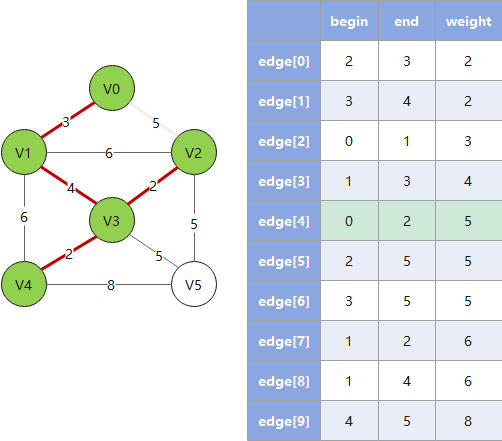 V0
3
5
V1
6
V2
4
2
6
V3
5
2
5
V4
8
V5
begin end weight
edge[0] 2 3 2
edge[1] 3 4 2
edge[2] 0 1 3
edge[3] 1 3 4
edge[4] 0 2 5
edge[5] 2 5 5
edge[6] 3 5 5
edge[7] 1 2 6
edge[8] 1 4 6
edge[9] 4 5 8